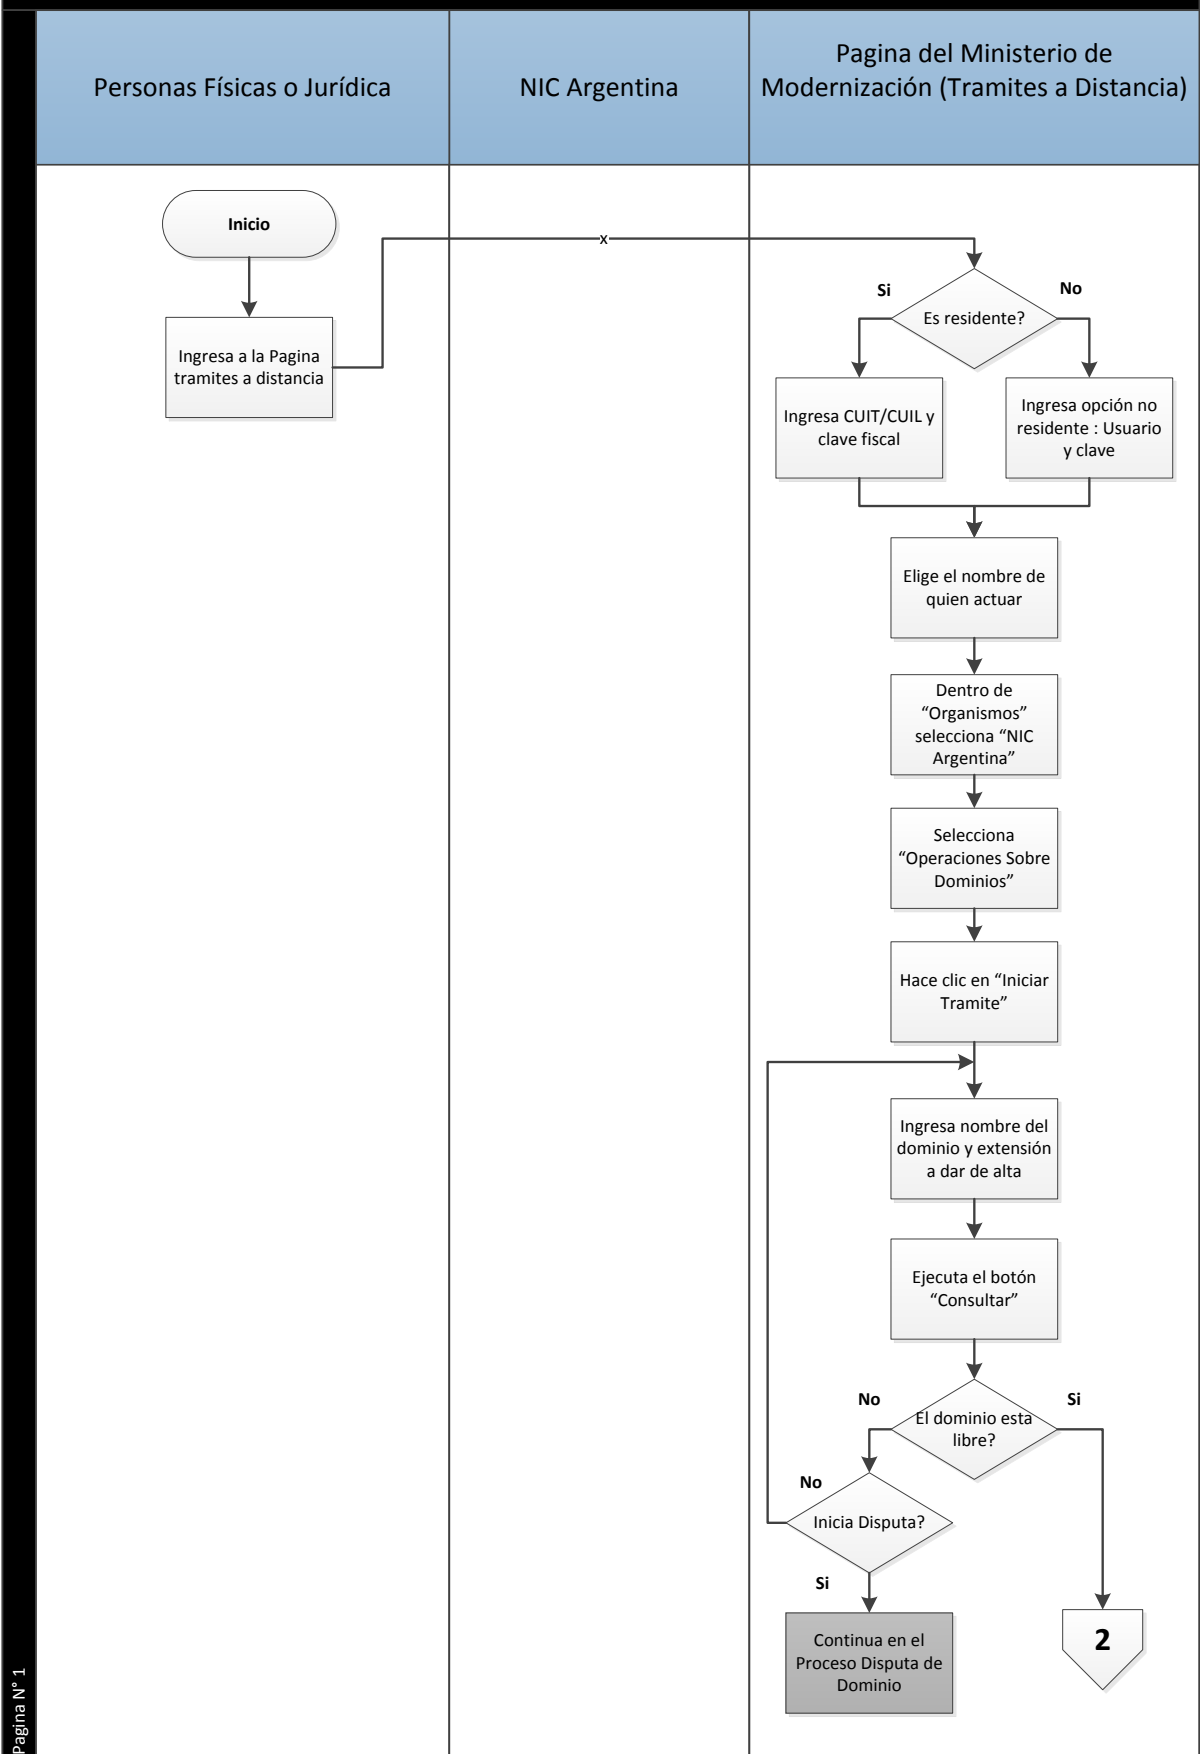 Personas Físicas o Jurídica
NIC Argentina
Pagina del Ministerio de
Modernización (Tramites a Distancia)
Inicio
x
Si
No
Es residente?
Ingresa a la Pagina
tramites a distancia
Ingresa CUIT/CUIL y
clave fiscal
Ingresa opción no
residente : Usuario
y clave
Elige el nombre de
quien actuar
Dentro de
“Organismos”
selecciona “NIC
Argentina”
Selecciona
“Operaciones Sobre
Dominios”
Hace clic en “Iniciar
Tramite”
Ingresa nombre del
dominio y extensión
a dar de alta
Ejecuta el botón
“Consultar”
No
Si
El dominio esta
libre?
No
Inicia Disputa?
Si
Continua en el
Proceso Disputa de
Dominio
2
Pagina N° 1